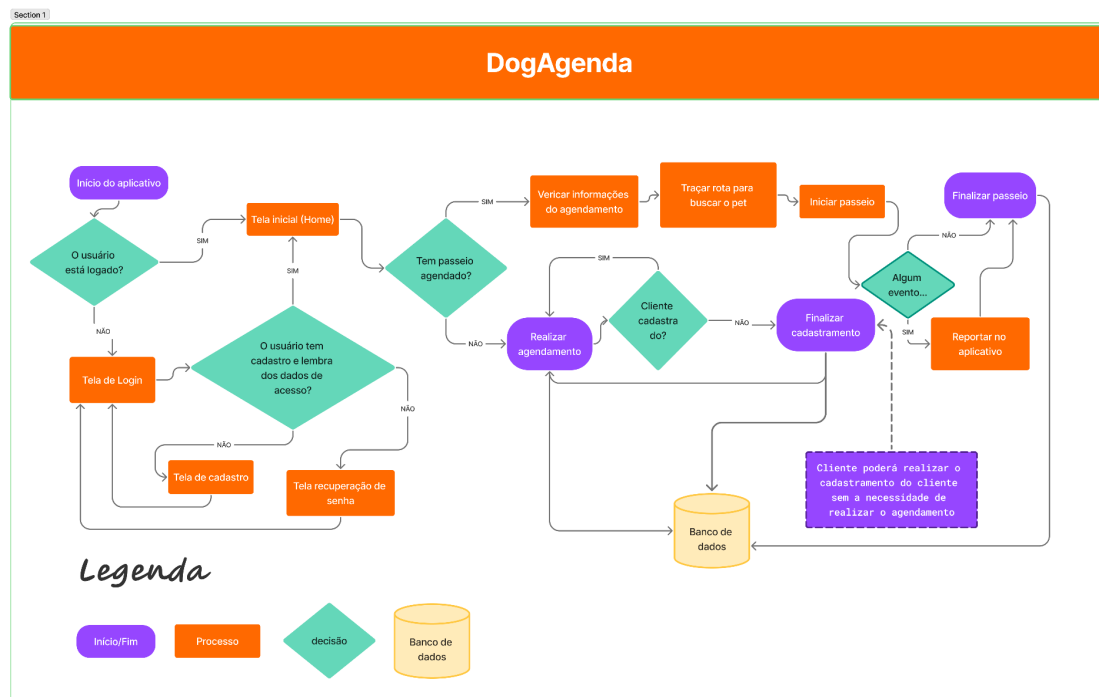 Section 1
DogAgenda
Início do aplicativo
O usuário
está logado?
SIM
NÃO
Tela inicial (Home)
SIM
Tela de Login
O usuário tem
cadastro e lembra
dos dados de
acesso?
NÃO
NÃO
Tela de cadastro
Tela recuperação de
senha
Tem passeio
agendado?
SIM
NÃO
Vericar informações
do agendamento
Traçar rota para
buscar o pet
Iniciar passeio
Algum
evento...
NÃO
SIM
Finalizar passeio
Reportar no
aplicativo
Realizar
agendamento
SIM
Cliente
cadastra
do?
NÃO
Finalizar
cadastramento
Cliente poderá realizar o
cadastramento do cliente
sem a necessidade de
realizar o agendamento
Banco de
dados
Legenda
Início/Fim
Processo
decisão
Banco de
dados